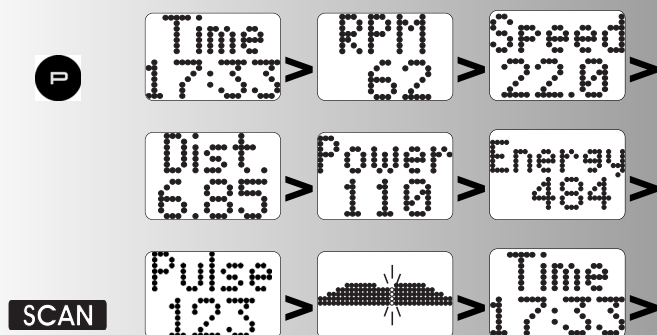 Time > RPM > Speed >
17:33 62 22.0
P
Dist. > Power > Energy >
6.85 110 484
Pulse > > Time >
123 17:33
SCAN